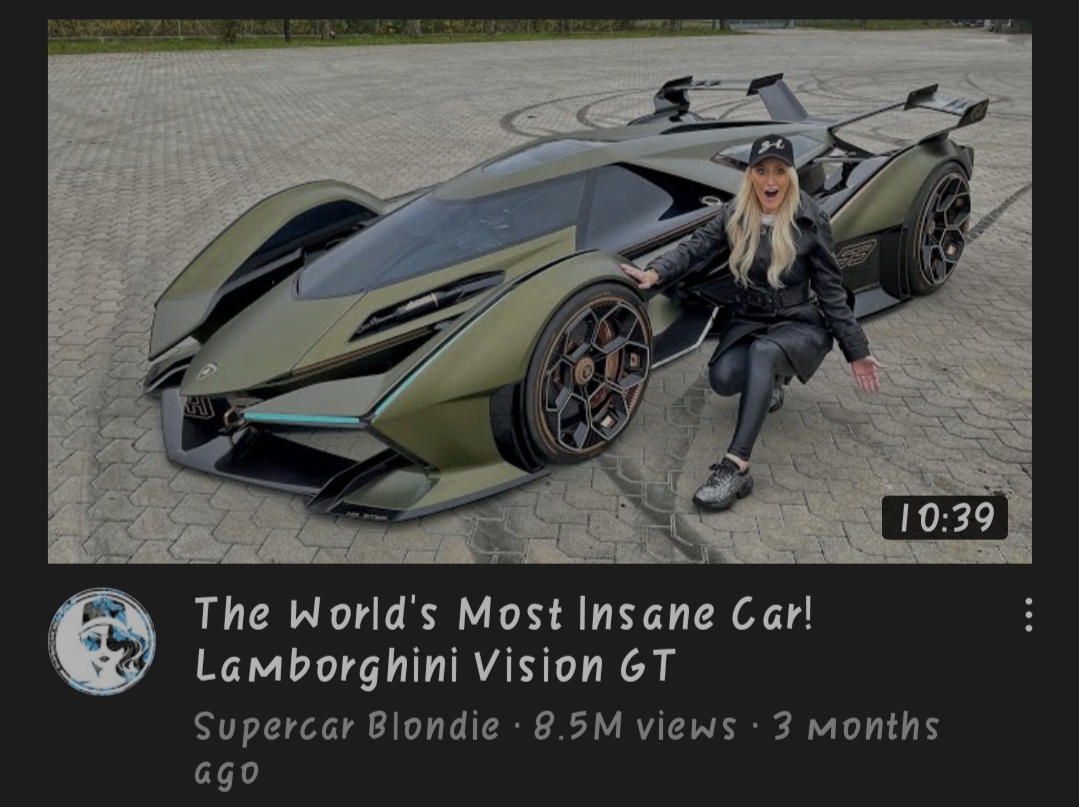 10:39
The World's Most Insane Car!
Lamborghini Vision GT
Supercar Blondie · 8.5M views · 3 months
ago